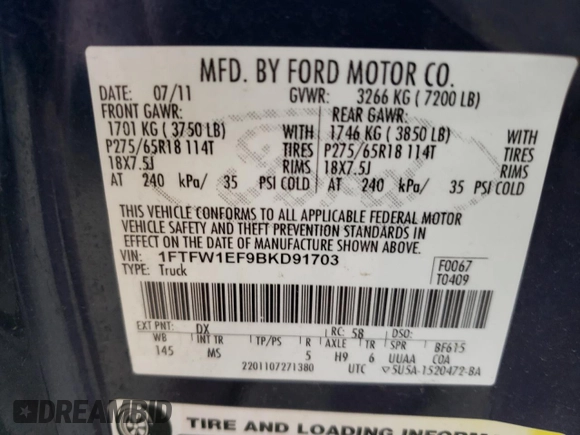 MFD. BY FORD MOTOR CO.
DATE: 07/11 GVWR: 3266 KG ( 7200 LB)
FRONT GAWR: REAR GAWR:
1701 KG ( 3750 LB) WITH 1746 KG ( 3850 LB) WITH
P275/65R18 114T TIRES P275/65R18 114T TIRES
18X7.5J RIMS 18X7.5J RIMS
AT 240 kPa/ 35 PSI COLD AT 240 kPa/ 35 PSI COLD
THIS VEHICLE CONFORMS TO ALL APPLICABLE FEDERAL MOTOR
VEHICLE SAFETY AND THEFT PREVENTION STANDARDS IN
EFFECT ON THE DATE OF MANUFACTURE SHOWN ABOVE.
VIN: 1FTFW1EF9BKD91703
TYPE: Truck
F0067
T0409
EXT PNT: DX RC: 58 DSO:
WB INT TR TP/PS R AXLE TR SPR BF615
145 MS 5 H9 6 UUAA COA
2201107271380 UTC 5U5A-1520472-BA
TIRE AND LOADING INFORM
DREAMBID